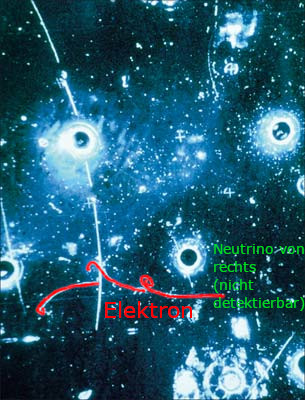 Neutrino von
rechts
(nicht
detektierbar)
Elektron